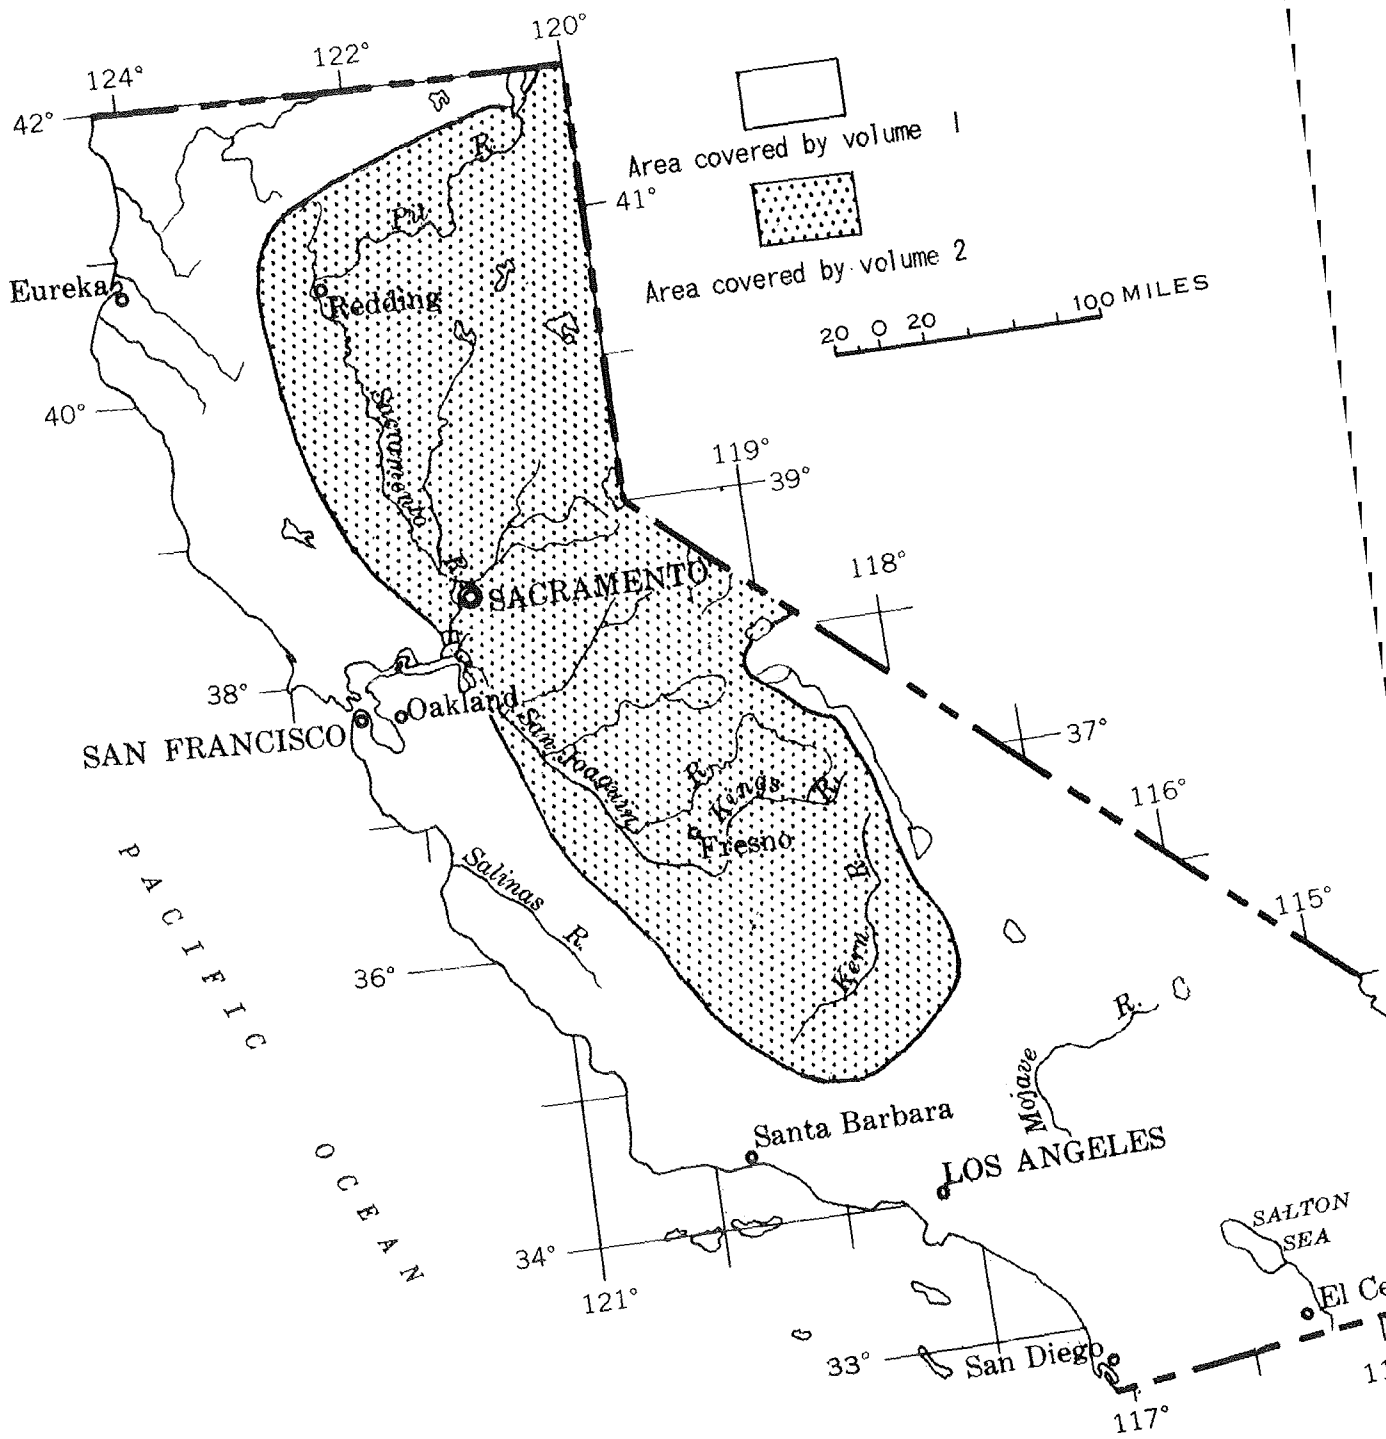 120°
122°
124°
42°
Area covered by volume 1
41°
Area covered by volume 2
20 0 20 100 MILES
Pit R.
Eureka
Redding
40°
Sacramento R.
119°
39°
118°
SACRAMENTO
38°
Oakland
SAN FRANCISCO
San Joaquin R.
37°
Kings R.
116°
Fresno
Salinas R.
Kern R.
115°
36°
PACIFIC OCEAN
Mojave R.
Santa Barbara
LOS ANGELES
SALTON
SEA
34°
121°
El Ce
33°
San Diego
117°
11